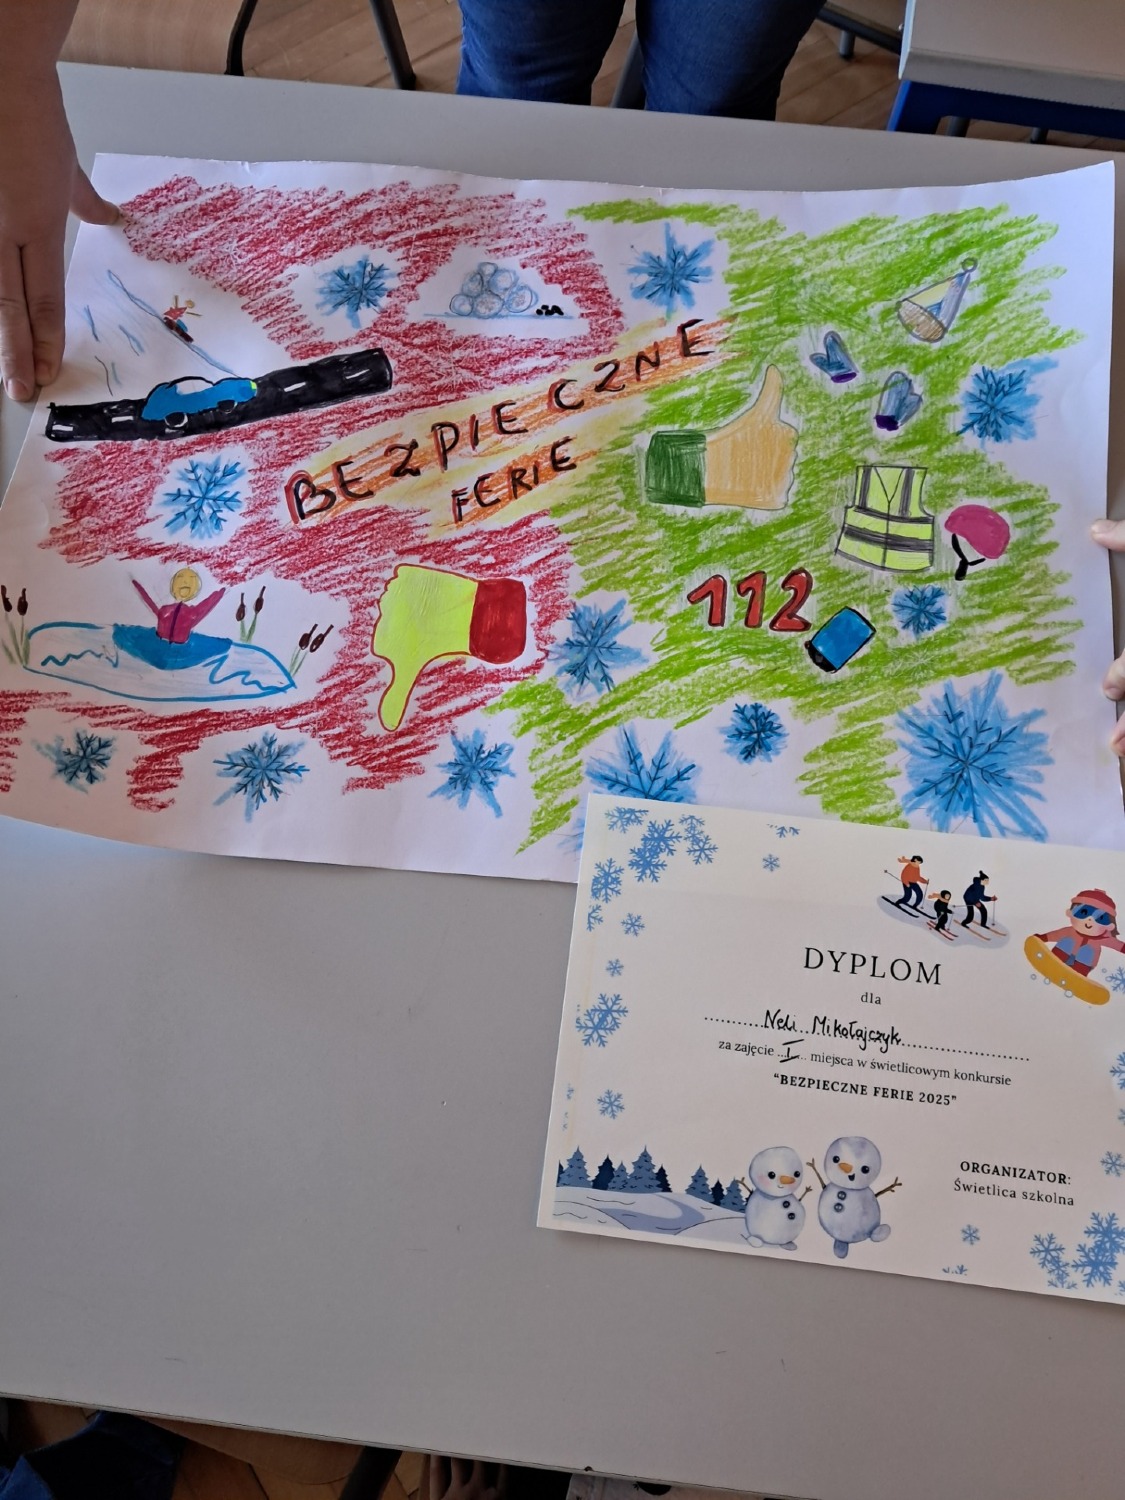 BEZPIECZNE
FERIE
112
DYPLOM
dla
Neli Mikołajczyk
za zajęcie I miejsca w świetlicowym konkursie
"BEZPIECZNE FERIE 2025"
ORGANIZATOR:
Świetlica szkolna